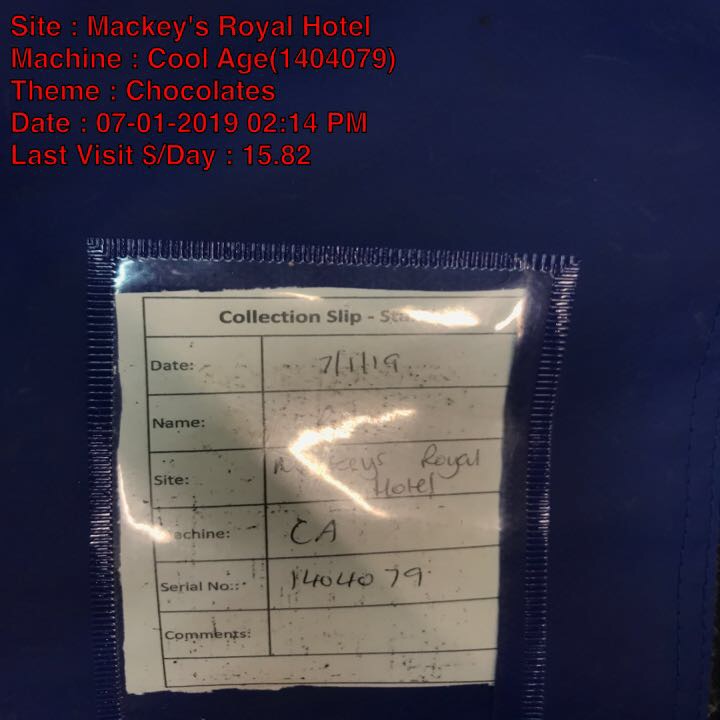 Site : Mackey's Royal Hotel
Machine : Cool Age(1404079)
Theme : Chocolates
Date : 07-01-2019 02:14 PM
Last Visit $/Day : 15.82
Collection Slip -
Date: 7/1/19
Name:
Site: Royal
Hotel
CA
Serial No.: 1404079
Comments: